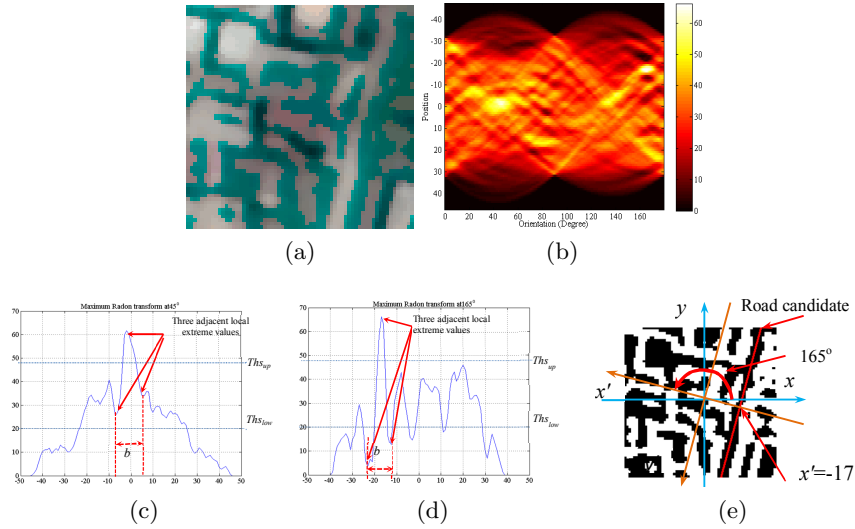 -40
-30
-20
-10
0
10
20
30
40
Position
0 20 40 60 80 100 120 140 160
Orientation (Degree)
60
50
40
30
20
10
0
(a)
(b)
Maximum Radon transform at45o
70
60
50
40
30
20
10
0
-50 -40 -30 -20 -10 0 10 20 30 40 50
Three adjacent local
extreme values
Thsup
Thslow
b
(c)
Maximum Radon transform at165o
70
60
50
40
30
20
10
0
-50 -40 -30 -20 -10 0 10 20 30 40 50
Three adjacent local
extreme values
Thsup
Thslow
b
(d)
y
Road candidate
165o
x
x'
x'=-17
(e)